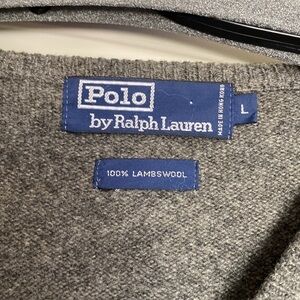 Polo
by Ralph Lauren
MADE IN HONG KONG
L
100% LAMBSWOOL